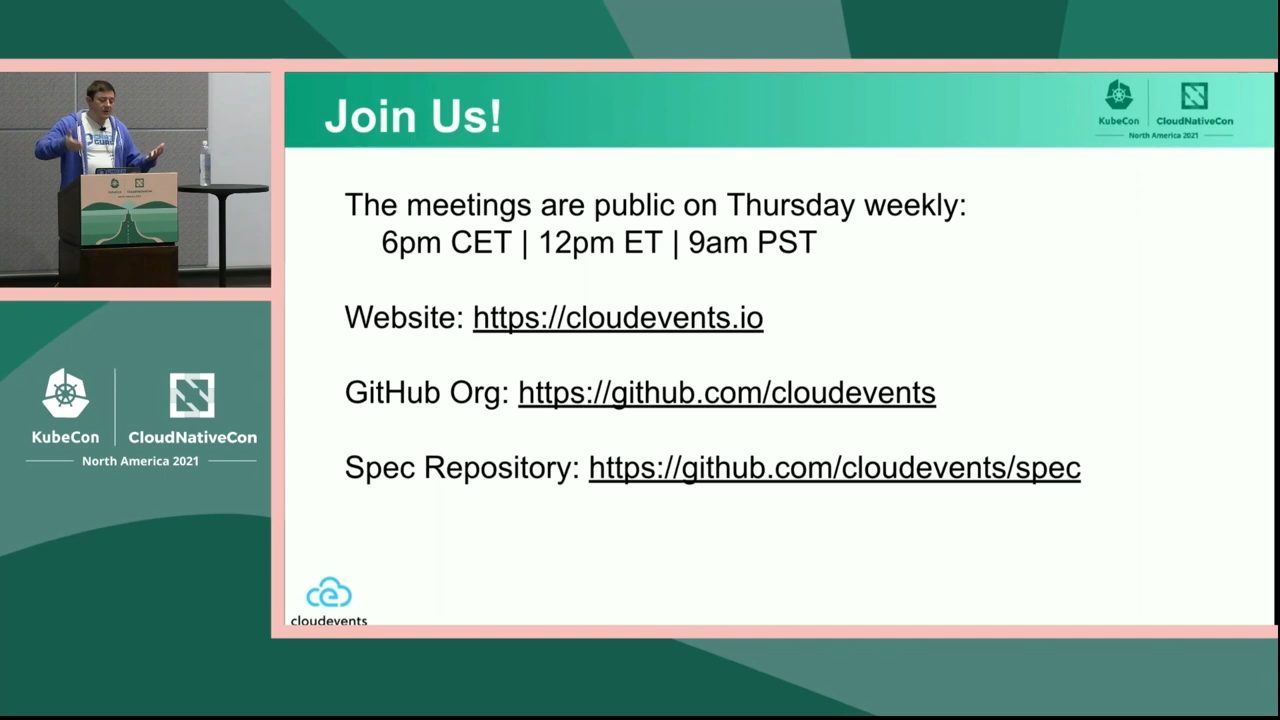 Join Us!
KubeCon
CloudNativeCon
North America 2021
The meetings are public on Thursday weekly:
6pm CET | 12pm ET | 9am PST
Website: https://cloudevents.io
GitHub Org: https://github.com/cloudevents
Spec Repository: https://github.com/cloudevents/spec
cloudevents
KubeCon
CloudNativeCon
North America 2021